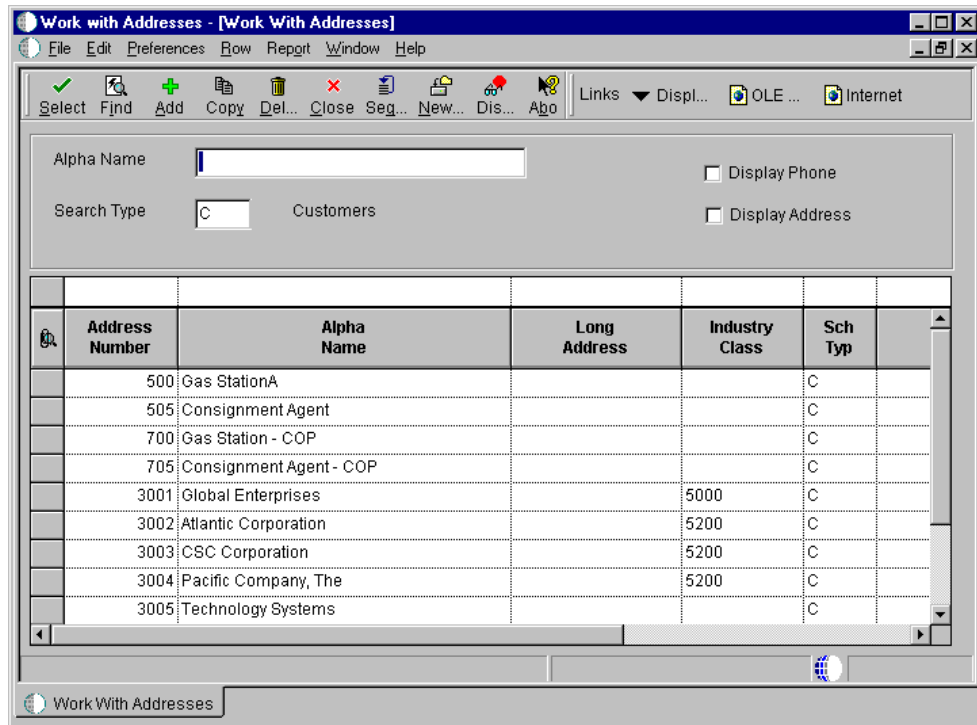 Work with Addresses - [Work With Addresses]
File Edit Preferences Row Report Window Help
Select Find Add Copy Del... Close Seq... New... Dis... Abo Links Displ... OLE ... Internet
Alpha Name Display Phone
Search Type C Customers Display Address
Address Number Alpha Name Long Address Industry Class Sch Typ
500 Gas StationA C
505 Consignment Agent C
700 Gas Station - COP C
705 Consignment Agent - COP C
3001 Global Enterprises 5000 C
3002 Atlantic Corporation 5200 C
3003 CSC Corporation 5200 C
3004 Pacific Company, The 5200 C
3005 Technology Systems C
Work With Addresses